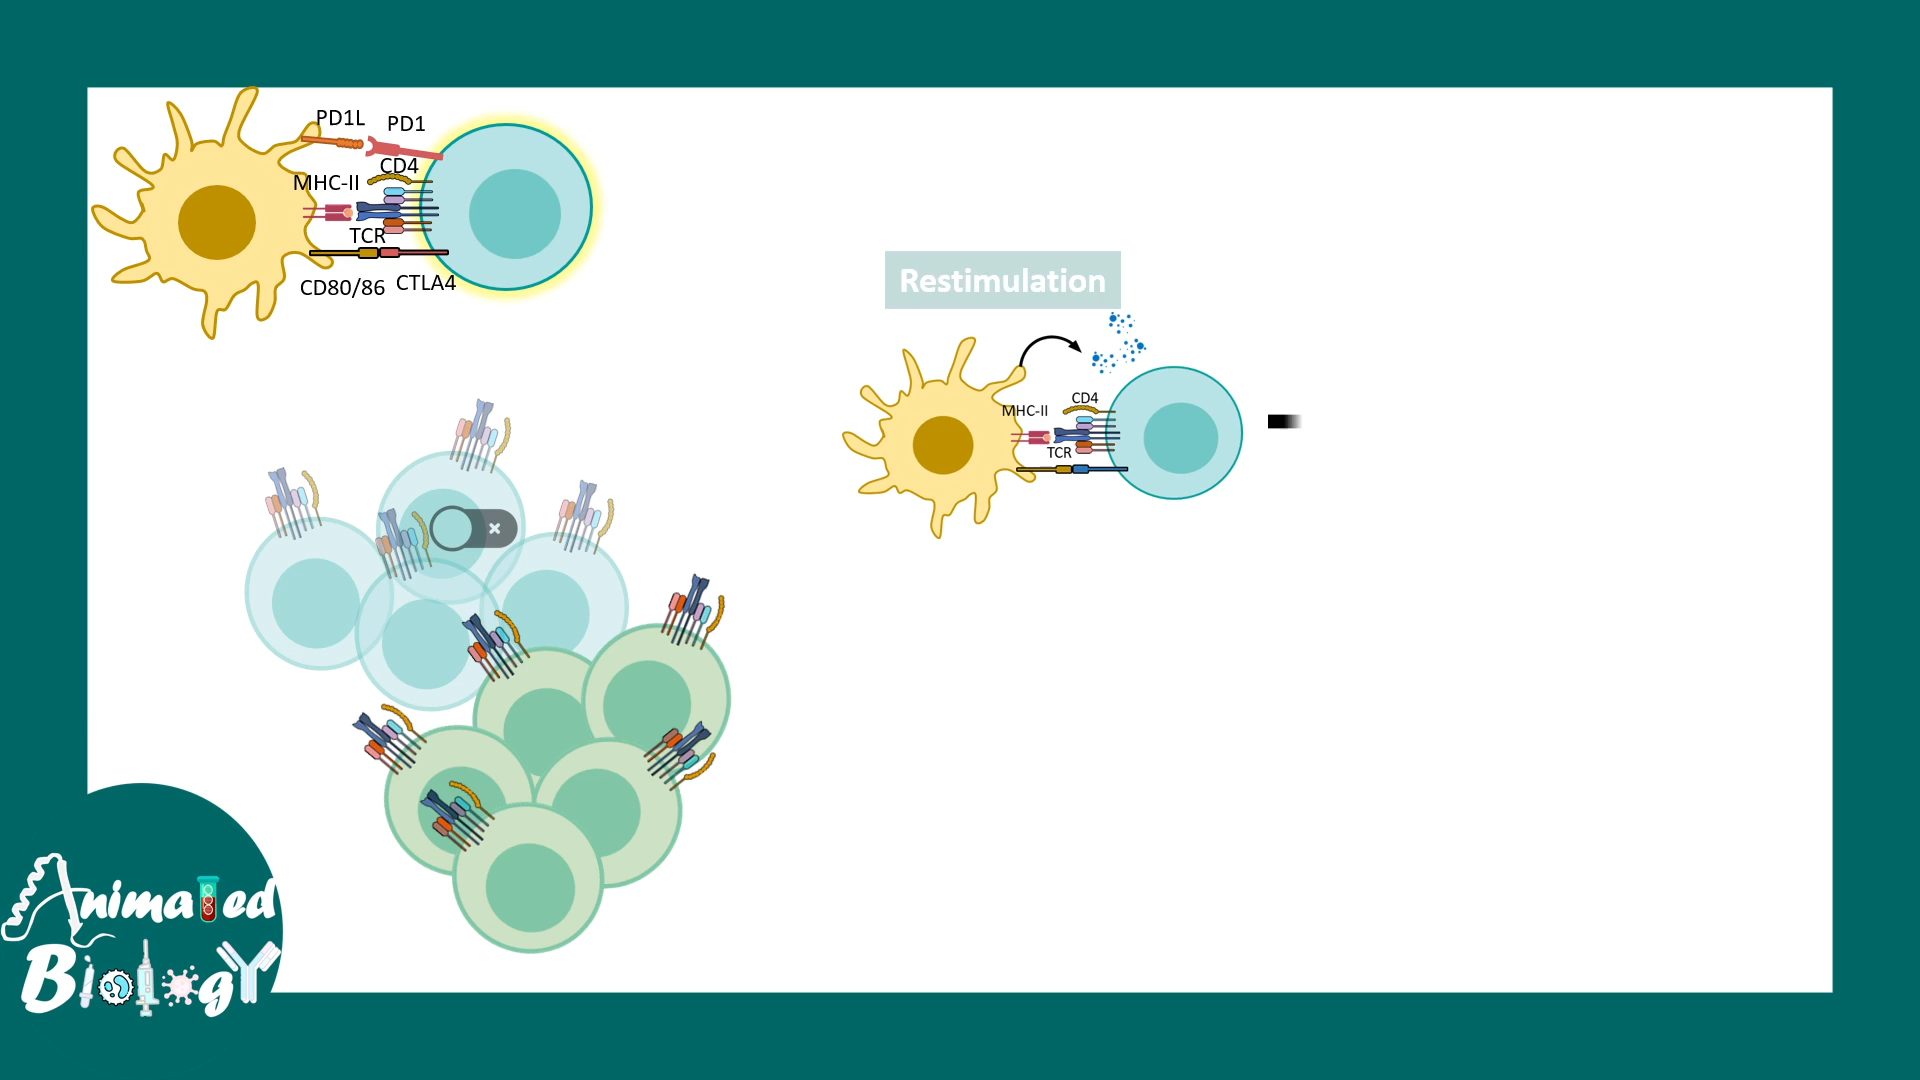 PD1L
PD1
CD4
MHC-II
TCR
CD80/86
CTLA4
Restimulation
CD4
MHC-II
TCR
Animated
Biology